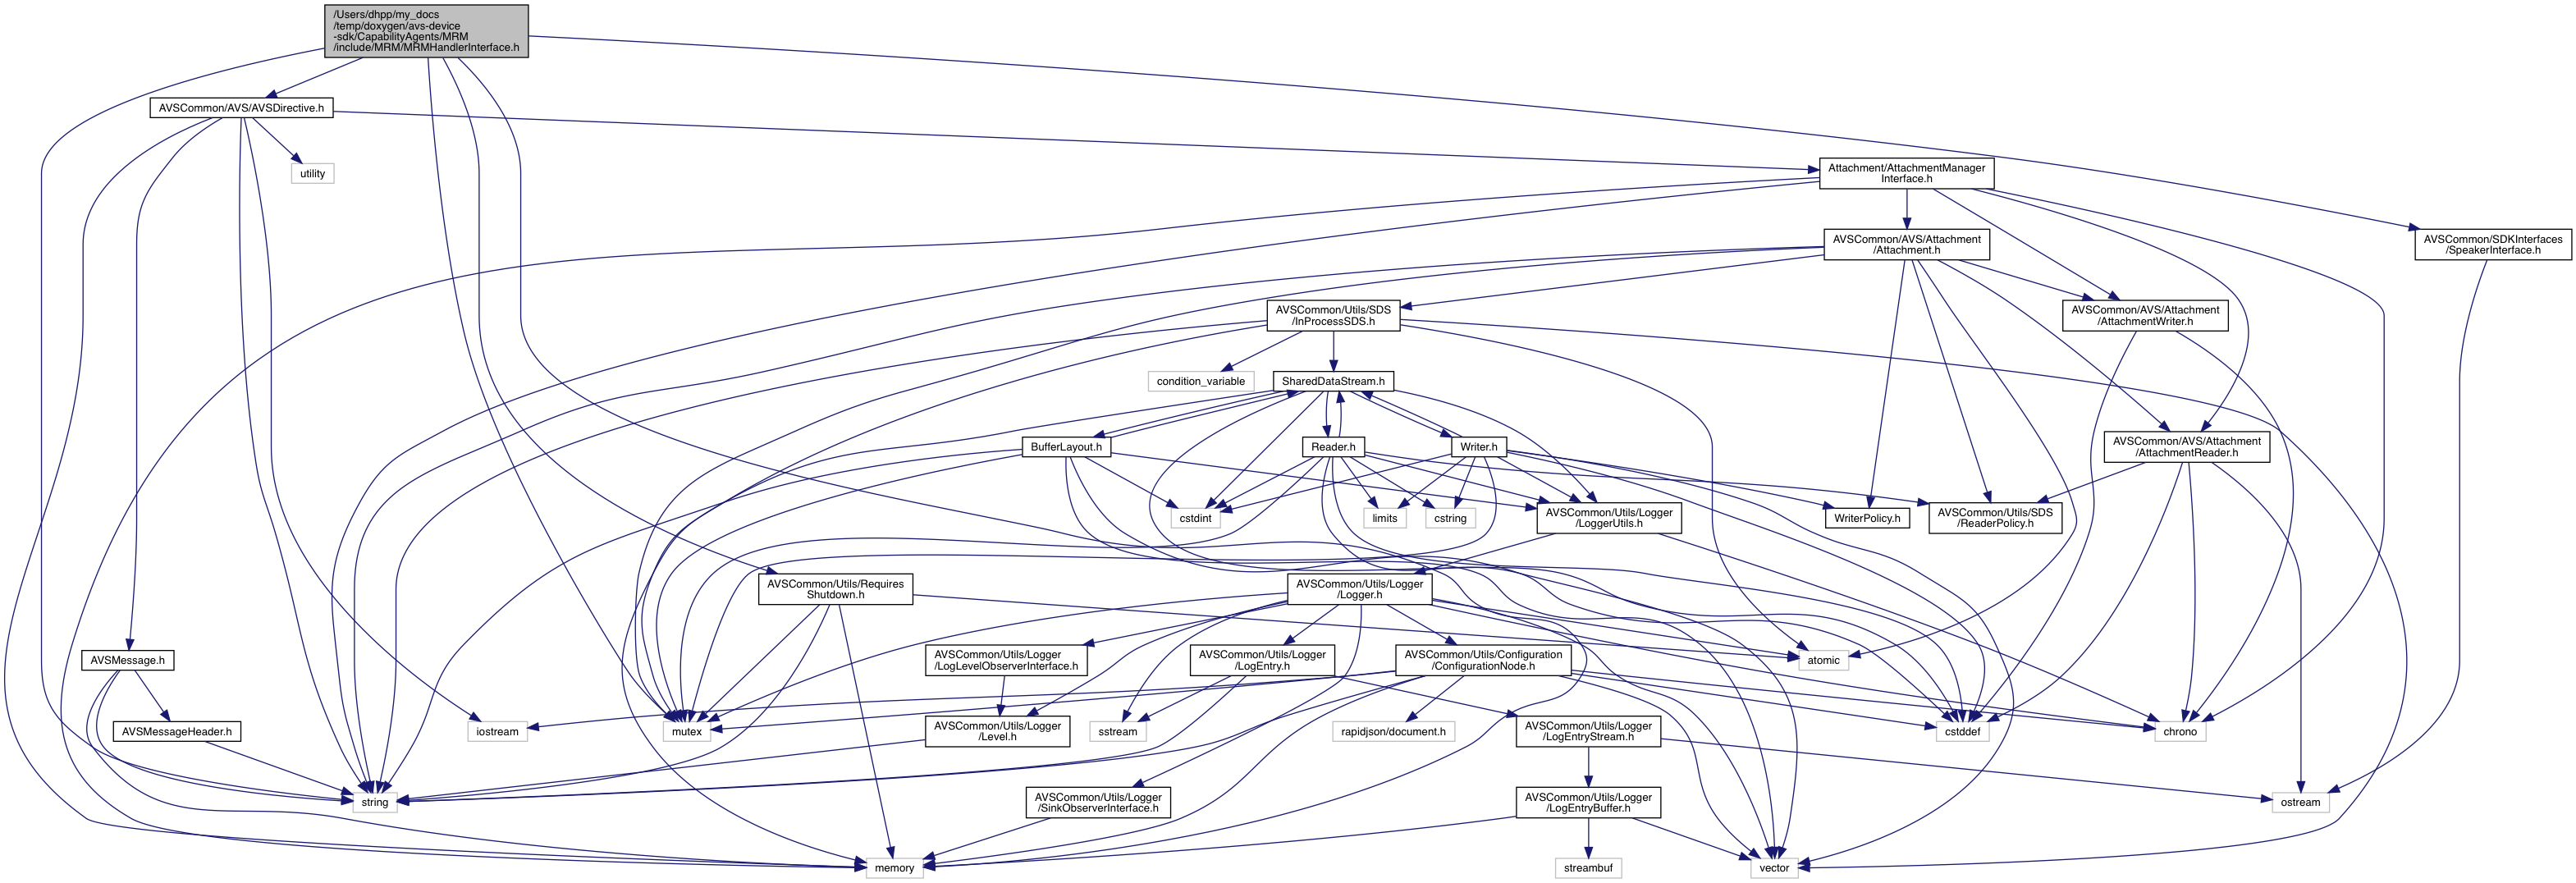 /Users/dhpp/my_docs
/temp/doxygen/avs-device
-sdk/CapabilityAgents/MRM
/include/MRM/MRMHandlerInterface.h
AVSCommon/AVS/AVSDirective.h
utility
Attachment/AttachmentManager
Interface.h
AVSCommon/AVS/Attachment
/Attachment.h
AVSCommon/SDKInterfaces
/SpeakerInterface.h
AVSCommon/Utils/SDS
/InProcessSDS.h
AVSCommon/AVS/Attachment
/AttachmentWriter.h
condition_variable
SharedDataStream.h
BufferLayout.h
Reader.h
Writer.h
AVSCommon/AVS/Attachment
/AttachmentReader.h
cstdint
limits
cstring
AVSCommon/Utils/Logger
/LoggerUtils.h
WriterPolicy.h
AVSCommon/Utils/SDS
/ReaderPolicy.h
AVSCommon/Utils/Requires
Shutdown.h
AVSCommon/Utils/Logger
/Logger.h
AVSMessage.h
AVSCommon/Utils/Logger
/LogLevelObserverInterface.h
AVSCommon/Utils/Logger
/LogEntry.h
AVSCommon/Utils/Configuration
/ConfigurationNode.h
atomic
AVSMessageHeader.h
iostream
mutex
AVSCommon/Utils/Logger
/Level.h
sstream
rapidjson/document.h
AVSCommon/Utils/Logger
/LogEntryStream.h
cstddef
chrono
string
AVSCommon/Utils/Logger
/SinkObserverInterface.h
AVSCommon/Utils/Logger
/LogEntryBuffer.h
ostream
memory
streambuf
vector